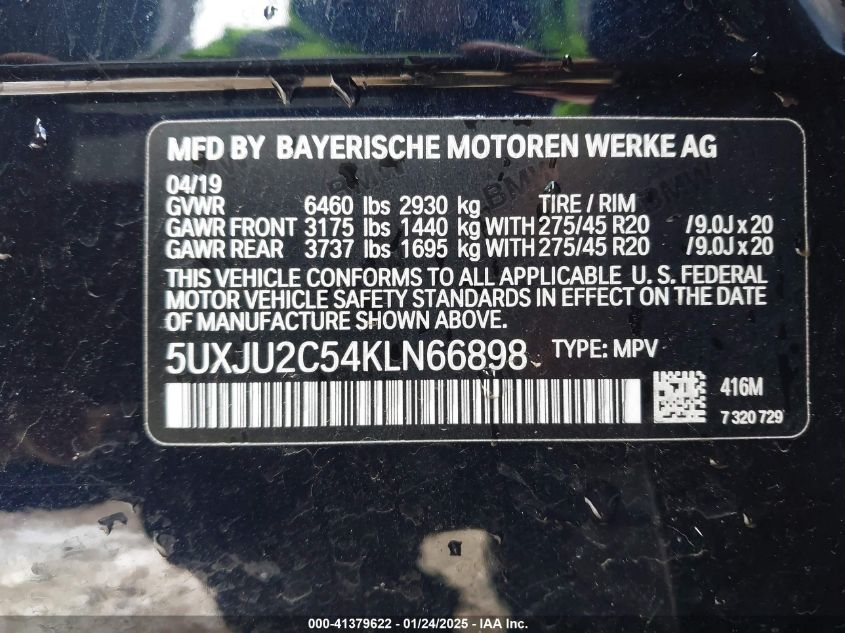 MFD BY BAYERISCHE MOTOREN WERKE AG
04/19
GVWR 6460 lbs 2930 kg TIRE / RIM
GAWR FRONT 3175 lbs 1440 kg WITH 275/45 R20 /9.0J x 20
GAWR REAR 3737 lbs 1695 kg WITH 275/45 R20 /9.0J x 20
THIS VEHICLE CONFORMS TO ALL APPLICABLE U. S. FEDERAL
MOTOR VEHICLE SAFETY STANDARDS IN EFFECT ON THE DATE
OF MANUFACTURE SHOWN ABOVE.
5UXJU2C54KLN66898 TYPE: MPV
416M
7 320 729
000-41379622 - 01/24/2025 - IAA Inc.